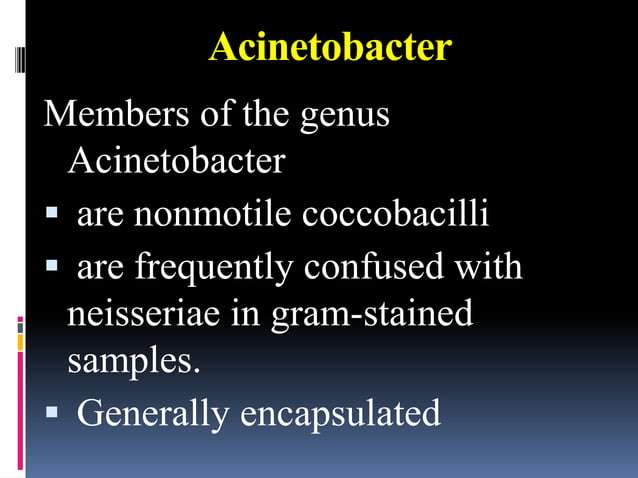 Acinetobacter
Members of the genus
Acinetobacter
▪ are nonmotile coccobacilli
▪ are frequently confused with
neisseriae in gram-stained
samples.
▪ Generally encapsulated